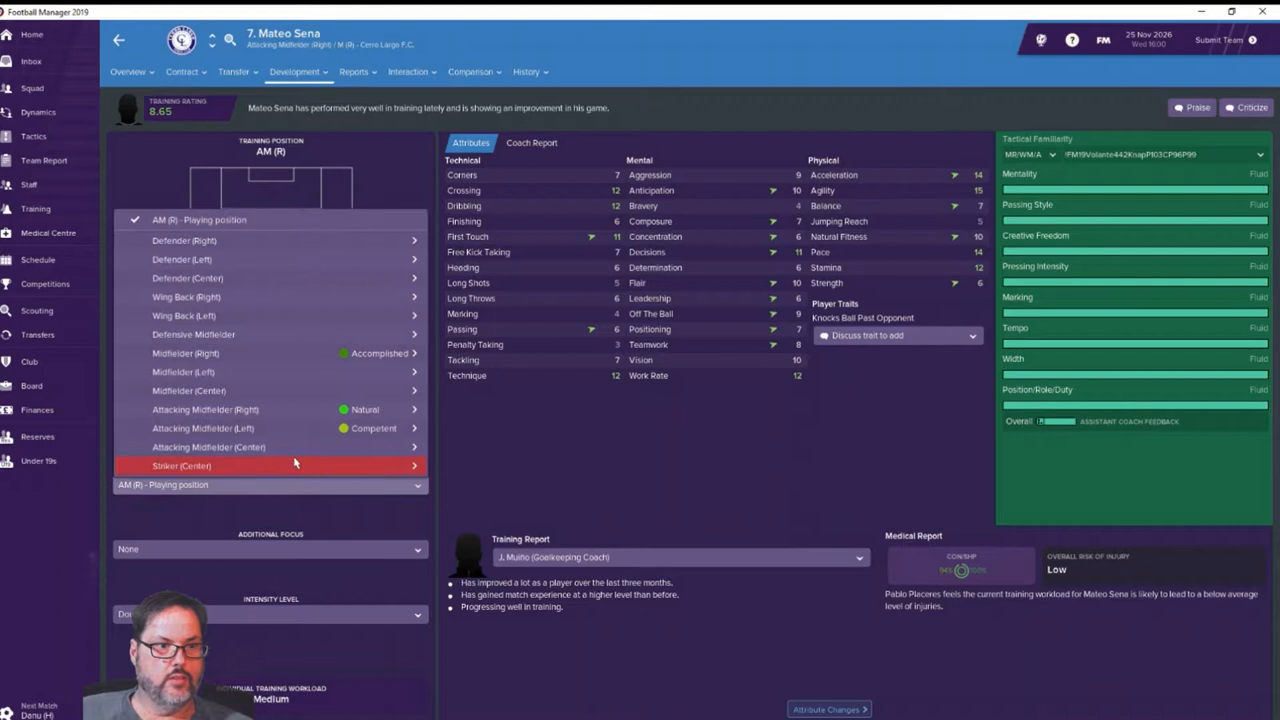 Football Manager 2019
Home
Inbox
Squad
Dynamics
Tactics
Team Report
Staff
Training
Medical Centre
Schedule
Competitions
Scouting
Transfers
Club
Board
Finances
Reserves
Under 19s
Next Match
Danu (H)
7. Mateo Sena
Attacking Midfielder (Right) / M (R) - Cerro Largo F.C.
FM
25 Nov 2026
Wed 16:00
Submit Team
Overview
Contract
Transfer
Development
Reports
Interaction
Comparison
History
TRAINING RATING
8.65
Mateo Sena has performed very well in training lately and is showing an improvement in his game.
Praise
Criticize
TRAINING POSITION
AM (R)
AM (R) - Playing position
Defender (Right)
Defender (Left)
Defender (Center)
Wing Back (Right)
Wing Back (Left)
Defensive Midfielder
Midfielder (Right) Accomplished
Midfielder (Left)
Midfielder (Center)
Attacking Midfielder (Right) Natural
Attacking Midfielder (Left) Competent
Attacking Midfielder (Center)
Striker (Center)
AM (R) - Playing position
ADDITIONAL FOCUS
None
INTENSITY LEVEL
INDIVIDUAL TRAINING WORKLOAD
Medium
Attributes
Coach Report
Technical
Corners 7
Crossing 12
Dribbling 12
Finishing 6
First Touch 11
Free Kick Taking 7
Heading 6
Long Shots 5
Long Throws 6
Marking 4
Passing 6
Penalty Taking 3
Tackling 7
Technique 12
Mental
Aggression 9
Anticipation 10
Bravery 4
Composure 7
Concentration 6
Decisions 11
Determination 6
Flair 10
Leadership 6
Off The Ball 9
Positioning 7
Teamwork 8
Vision 10
Work Rate 12
Physical
Acceleration 14
Agility 15
Balance 7
Jumping Reach 5
Natural Fitness 10
Pace 14
Stamina 12
Strength 6
Player Traits
Knocks Ball Past Opponent
Discuss trait to add
Tactical Familiarity
MR/WM/A
!FM19Volante442KnapP103CP96P99
Mentality Fluid
Passing Style Fluid
Creative Freedom Fluid
Pressing Intensity Fluid
Marking Fluid
Tempo Fluid
Width Fluid
Position/Role/Duty Fluid
Overall
ASSISTANT COACH FEEDBACK
Training Report
J. Muiño (Goalkeeping Coach)
Has improved a lot as a player over the last three months.
Has gained match experience at a higher level than before.
Progressing well in training.
Medical Report
CON/SHP
94% 100%
OVERALL RISK OF INJURY
Low
Pablo Placeres feels the current training workload for Mateo Sena is likely to lead to a below average
level of injuries.
Attribute Changes